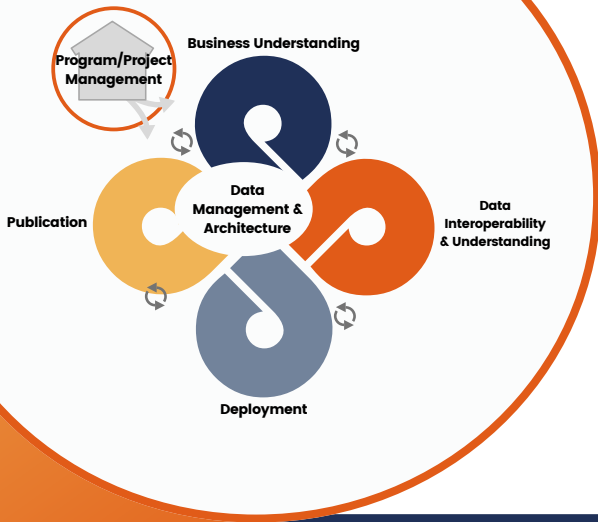 Program/Project
Management
Business Understanding
Data
Management &
Architecture
Publication
Data
Interoperability
& Understanding
Deployment